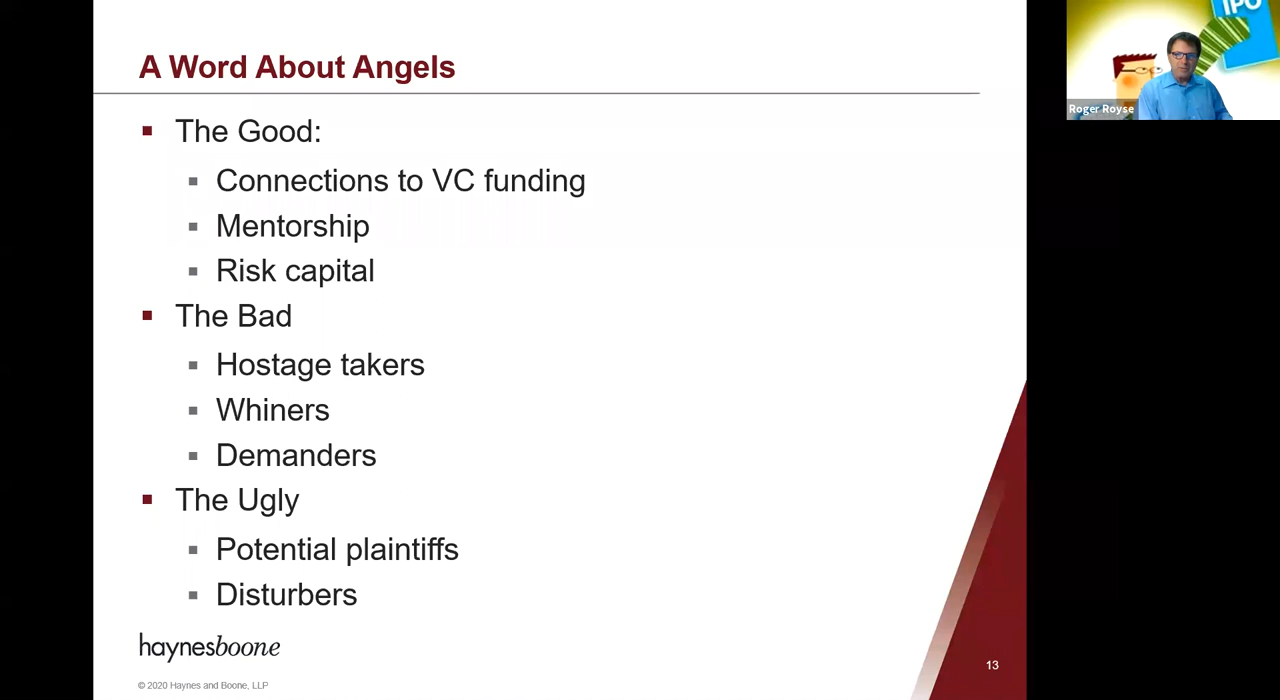 A Word About Angels
The Good:
Connections to VC funding
Mentorship
Risk capital
The Bad
Hostage takers
Whiners
Demanders
The Ugly
Potential plaintiffs
Disturbers
haynesboone
© 2020 Haynes and Boone, LLP
13
IPO
Roger Royse